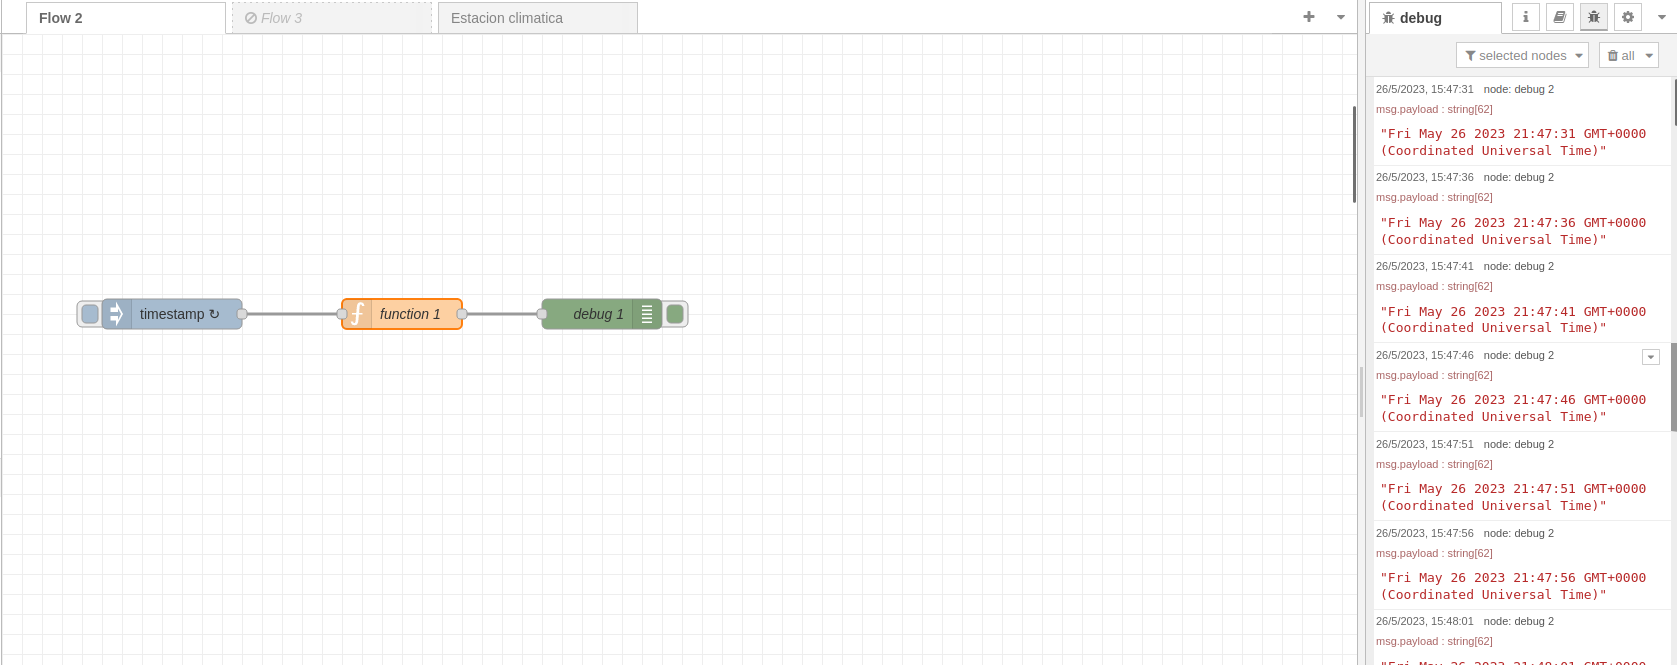 Flow 2
Flow 3
Estacion climatica
debug
selected nodes
all
timestamp ↻
function 1
debug 1
26/5/2023, 15:47:31 node: debug 2
msg.payload : string[62]
"Fri May 26 2023 21:47:31 GMT+0000
(Coordinated Universal Time)"
26/5/2023, 15:47:36 node: debug 2
msg.payload : string[62]
"Fri May 26 2023 21:47:36 GMT+0000
(Coordinated Universal Time)"
26/5/2023, 15:47:41 node: debug 2
msg.payload : string[62]
"Fri May 26 2023 21:47:41 GMT+0000
(Coordinated Universal Time)"
26/5/2023, 15:47:46 node: debug 2
msg.payload : string[62]
"Fri May 26 2023 21:47:46 GMT+0000
(Coordinated Universal Time)"
26/5/2023, 15:47:51 node: debug 2
msg.payload : string[62]
"Fri May 26 2023 21:47:51 GMT+0000
(Coordinated Universal Time)"
26/5/2023, 15:47:56 node: debug 2
msg.payload : string[62]
"Fri May 26 2023 21:47:56 GMT+0000
(Coordinated Universal Time)"
26/5/2023, 15:48:01 node: debug 2
msg.payload : string[62]